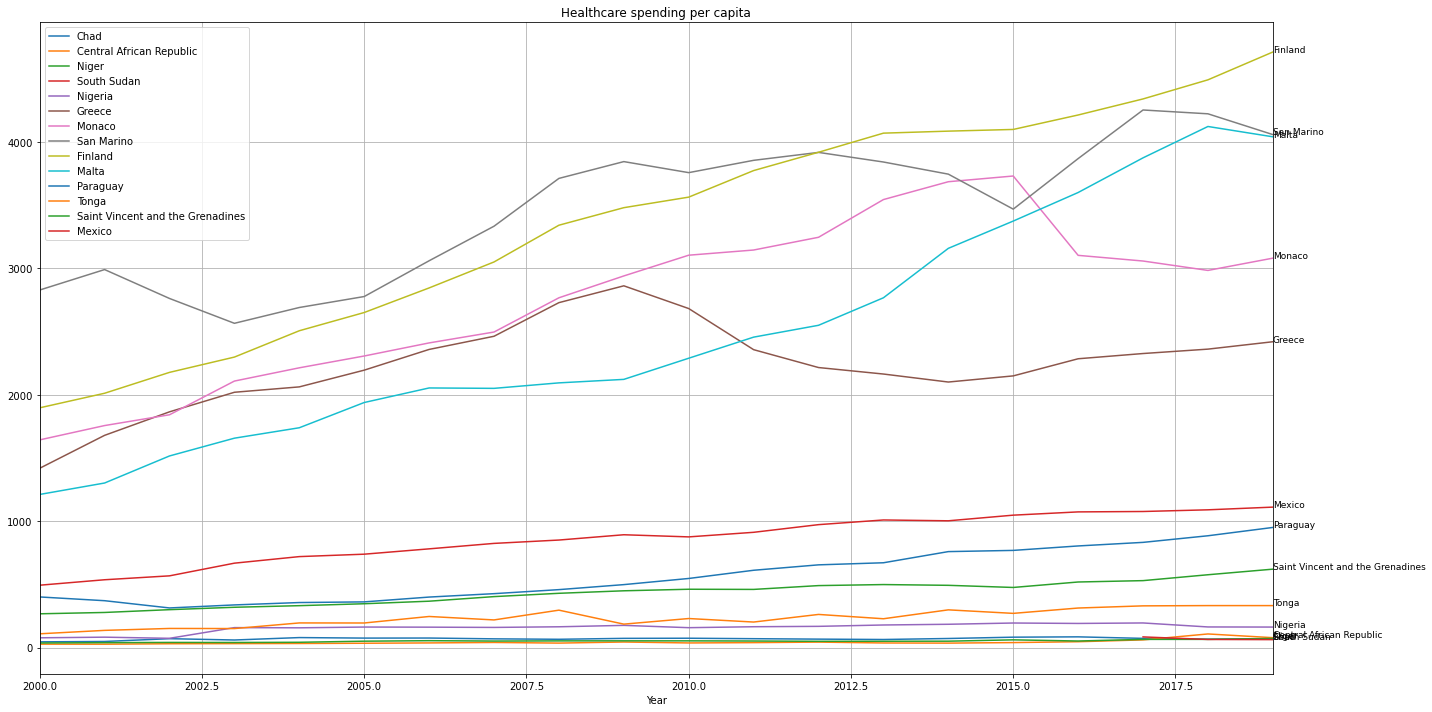 Healthcare spending per capita
Chad
Central African Republic
Niger
South Sudan
Nigeria
Greece
Monaco
San Marino
Finland
Malta
Paraguay
Tonga
Saint Vincent and the Grenadines
Mexico
4000
3000
2000
1000
0
2000.0
2002.5
2005.0
2007.5
2010.0
2012.5
2015.0
2017.5
Year
Finland
San Marino
Malta
Monaco
Greece
Mexico
Paraguay
Saint Vincent and the Grenadines
Tonga
Nigeria
Central African Republic
South Sudan